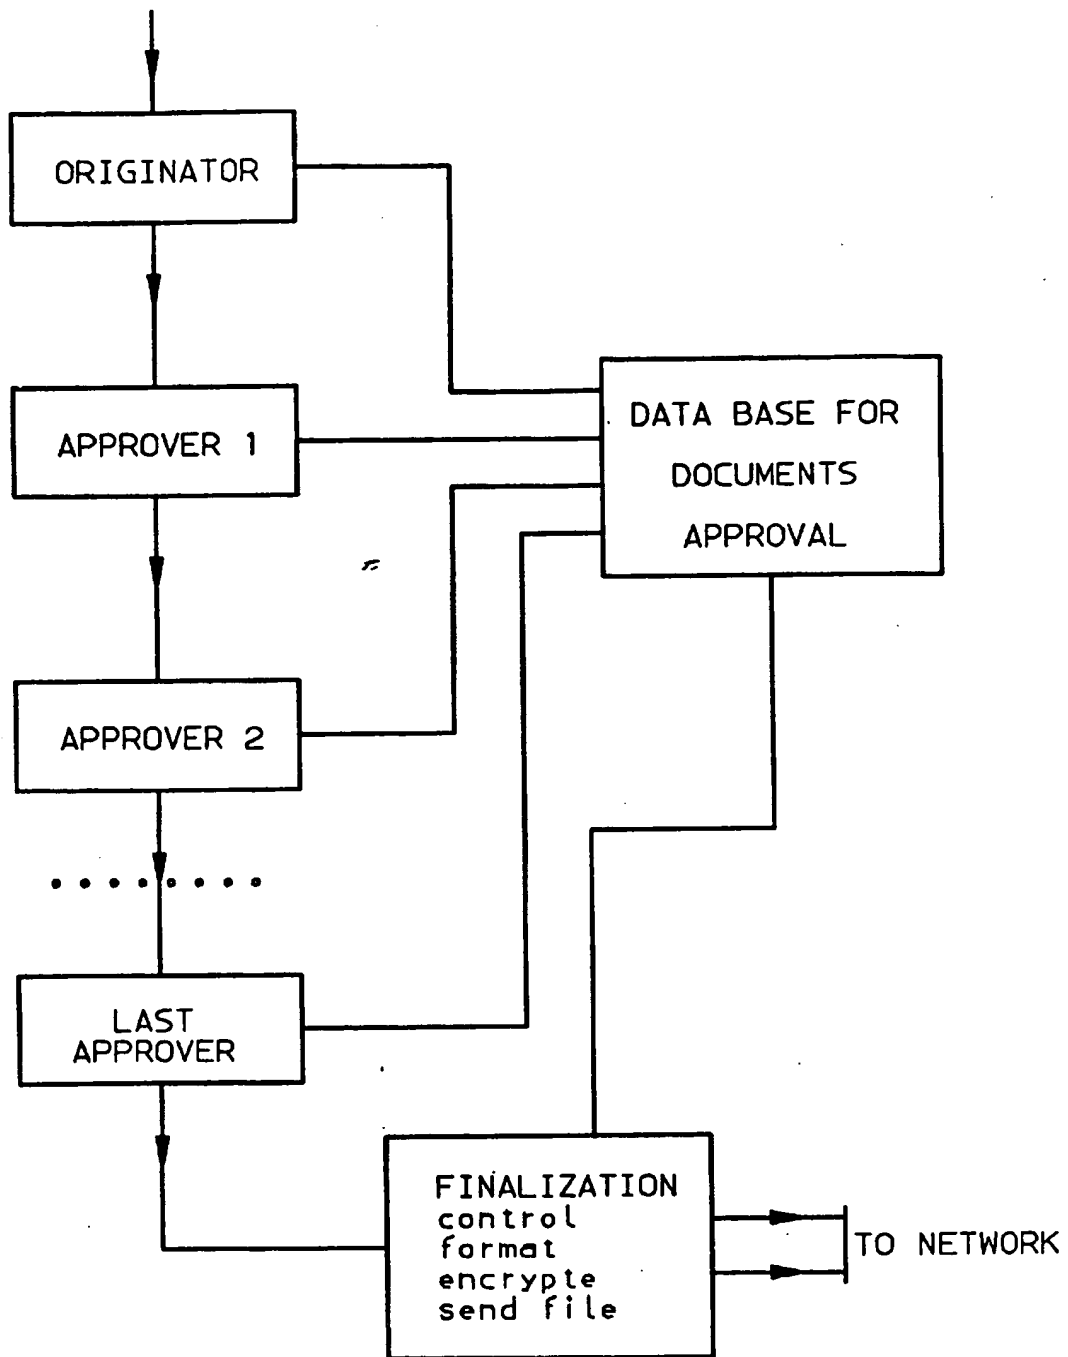 ORIGINATOR
APPROVER 1
DATA BASE FOR
DOCUMENTS
APPROVAL
APPROVER 2
LAST
APPROVER
FINALIZATION
control
format
encrypte
send file
TO NETWORK